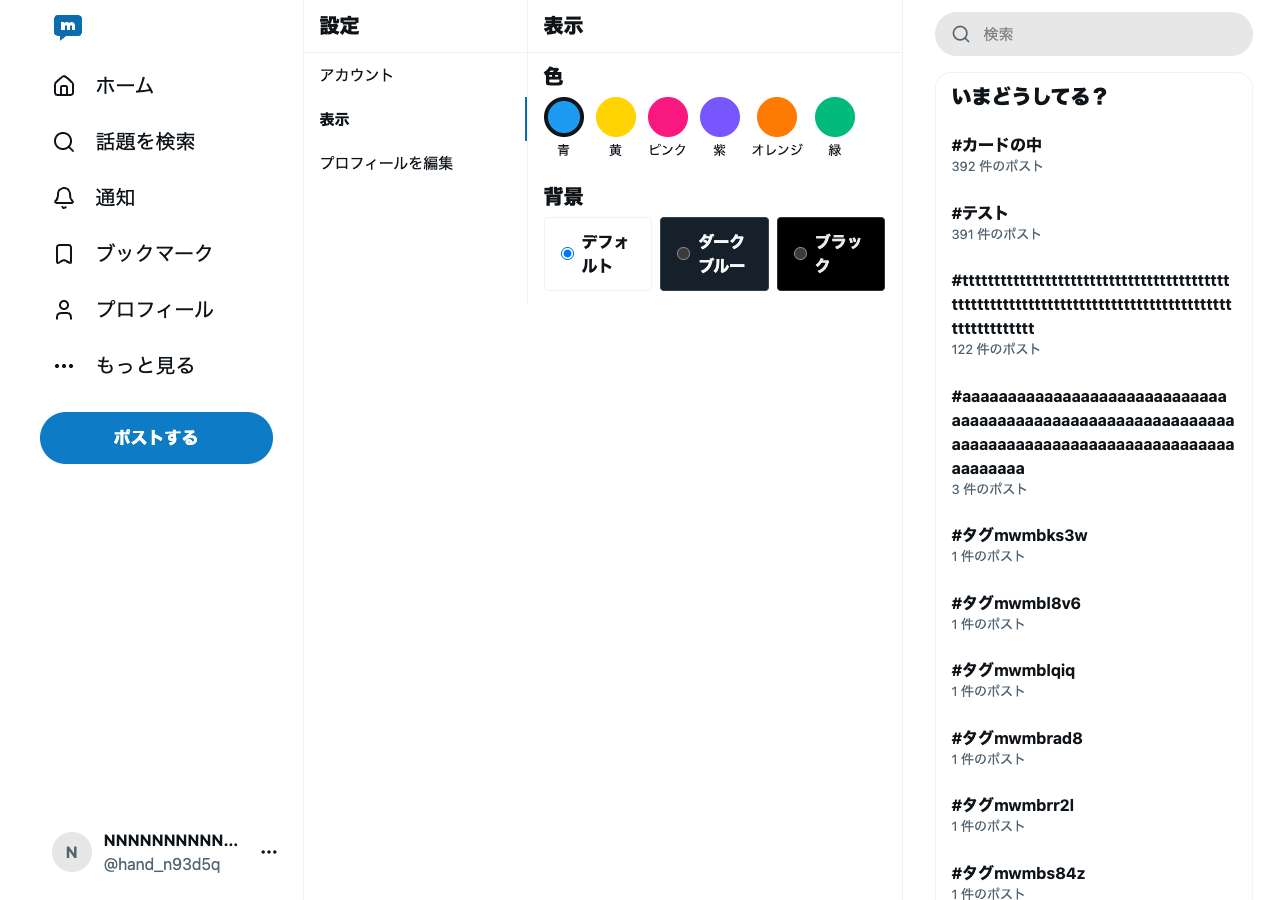 m
ホーム
話題を検索
通知
ブックマーク
プロフィール
もっと見る
ポストする
N
NNNNNNNNNN...
@hand_n93d5q
設定
アカウント
表示
プロフィールを編集
表示
色
青
黄
ピンク
紫
オレンジ
緑
背景
デフォ
ルト
ダーク
ブルー
ブラッ
ク
検索
いまどうしてる？
#カードの中
392 件のポスト
#テスト
391 件のポスト
#tttttttttttttttttttttttttttttttttttttttttt
ttttttttttttttttttttttttttttttttttttttttttttt
ttttttttttttt
122 件のポスト
#aaaaaaaaaaaaaaaaaaaaaaaaaaaaa
aaaaaaaaaaaaaaaaaaaaaaaaaaaaaaa
aaaaaaaaaaaaaaaaaaaaaaaaaaaaaaa
aaaaaaaa
3 件のポスト
#タグmwmbks3w
1 件のポスト
#タグmwmbl8v6
1 件のポスト
#タグmwmblqiq
1 件のポスト
#タグmwmbrad8
1 件のポスト
#タグmwmbrr2l
1 件のポスト
#タグmwmbs84z
1 件のポスト